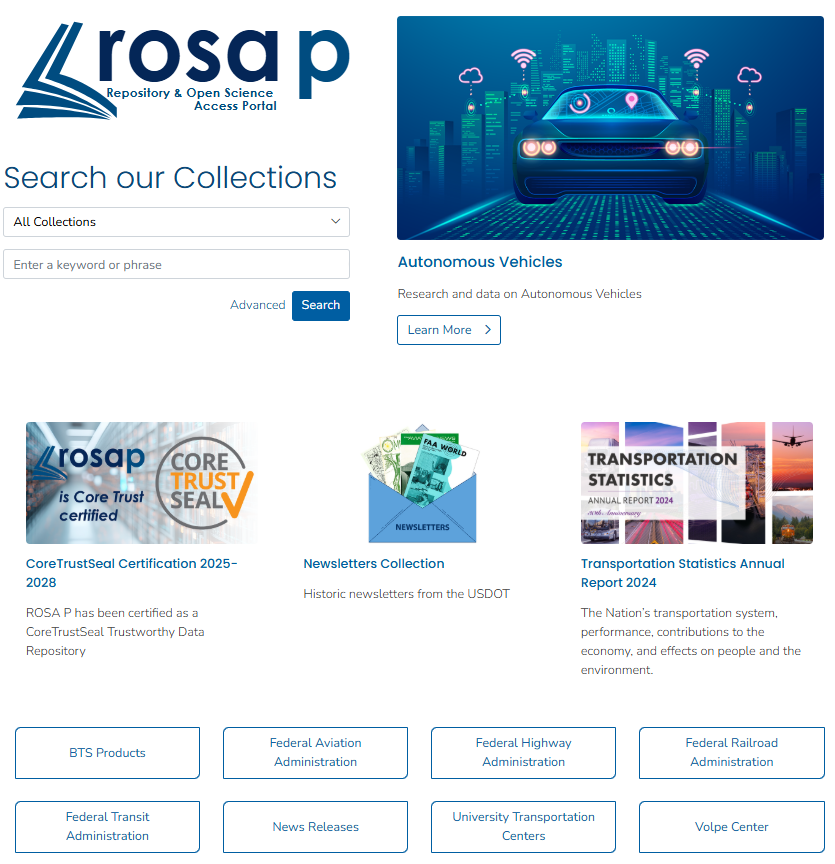 rosa p
Repository & Open Science
Access Portal
Search our Collections
All Collections
Enter a keyword or phrase
Advanced
Search
Autonomous Vehicles
Research and data on Autonomous Vehicles
Learn More
rosap
is Core Trust
certified
CORE
TRUST
SEAL
CoreTrustSeal Certification 2025-
2028
ROSA P has been certified as a
CoreTrustSeal Trustworthy Data
Repository
FAA WORLD
NEWSLETTERS
Newsletters Collection
Historic newsletters from the USDOT
TRANSPORTATION
STATISTICS
ANNUAL REPORT 2024
30th Anniversary
Transportation Statistics Annual
Report 2024
The Nation’s transportation system,
performance, contributions to the
economy, and effects on people and the
environment.
BTS Products
Federal Aviation
Administration
Federal Highway
Administration
Federal Railroad
Administration
Federal Transit
Administration
News Releases
University Transportation
Centers
Volpe Center